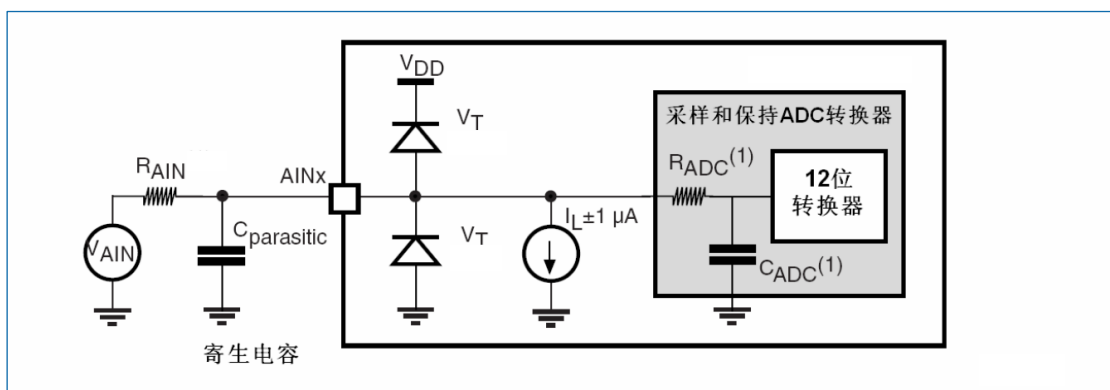 VDD
VT
采样和保持ADC转换器
RAIN
AINx
RADC(1)
12位
转换器
VAIN
Cparasitic
VT
IL±1 µA
CADC(1)
寄生电容